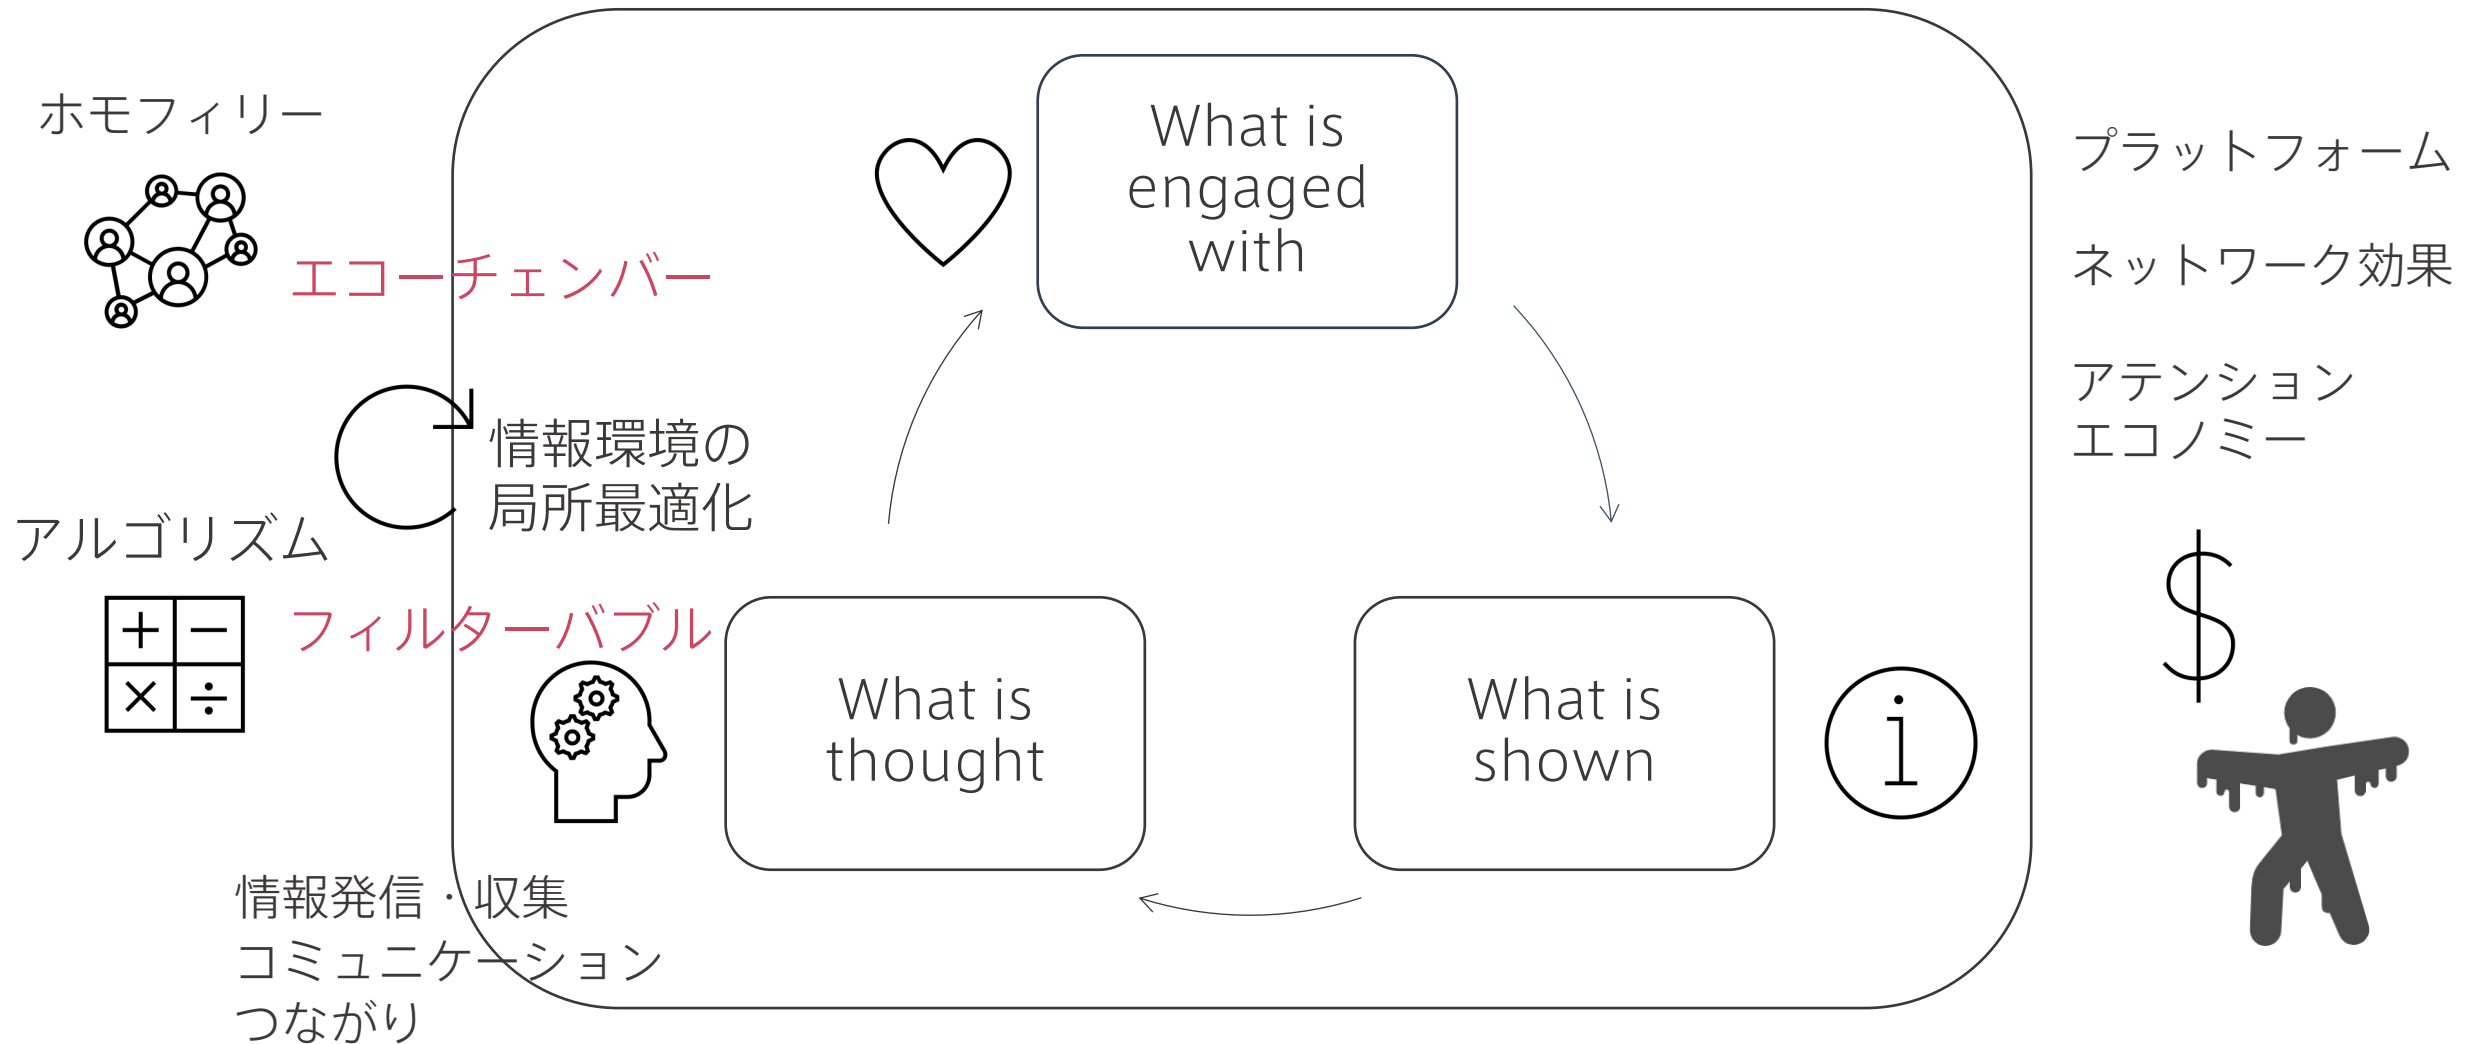 ホモフィリー
エコーチェンバー
情報環境の
局所最適化
アルゴリズム
フィルターバブル
情報発信・収集
コミュニケーション
つながり
What is
engaged
with
What is
thought
What is
shown
プラットフォーム
ネットワーク効果
アテンション
エコノミー